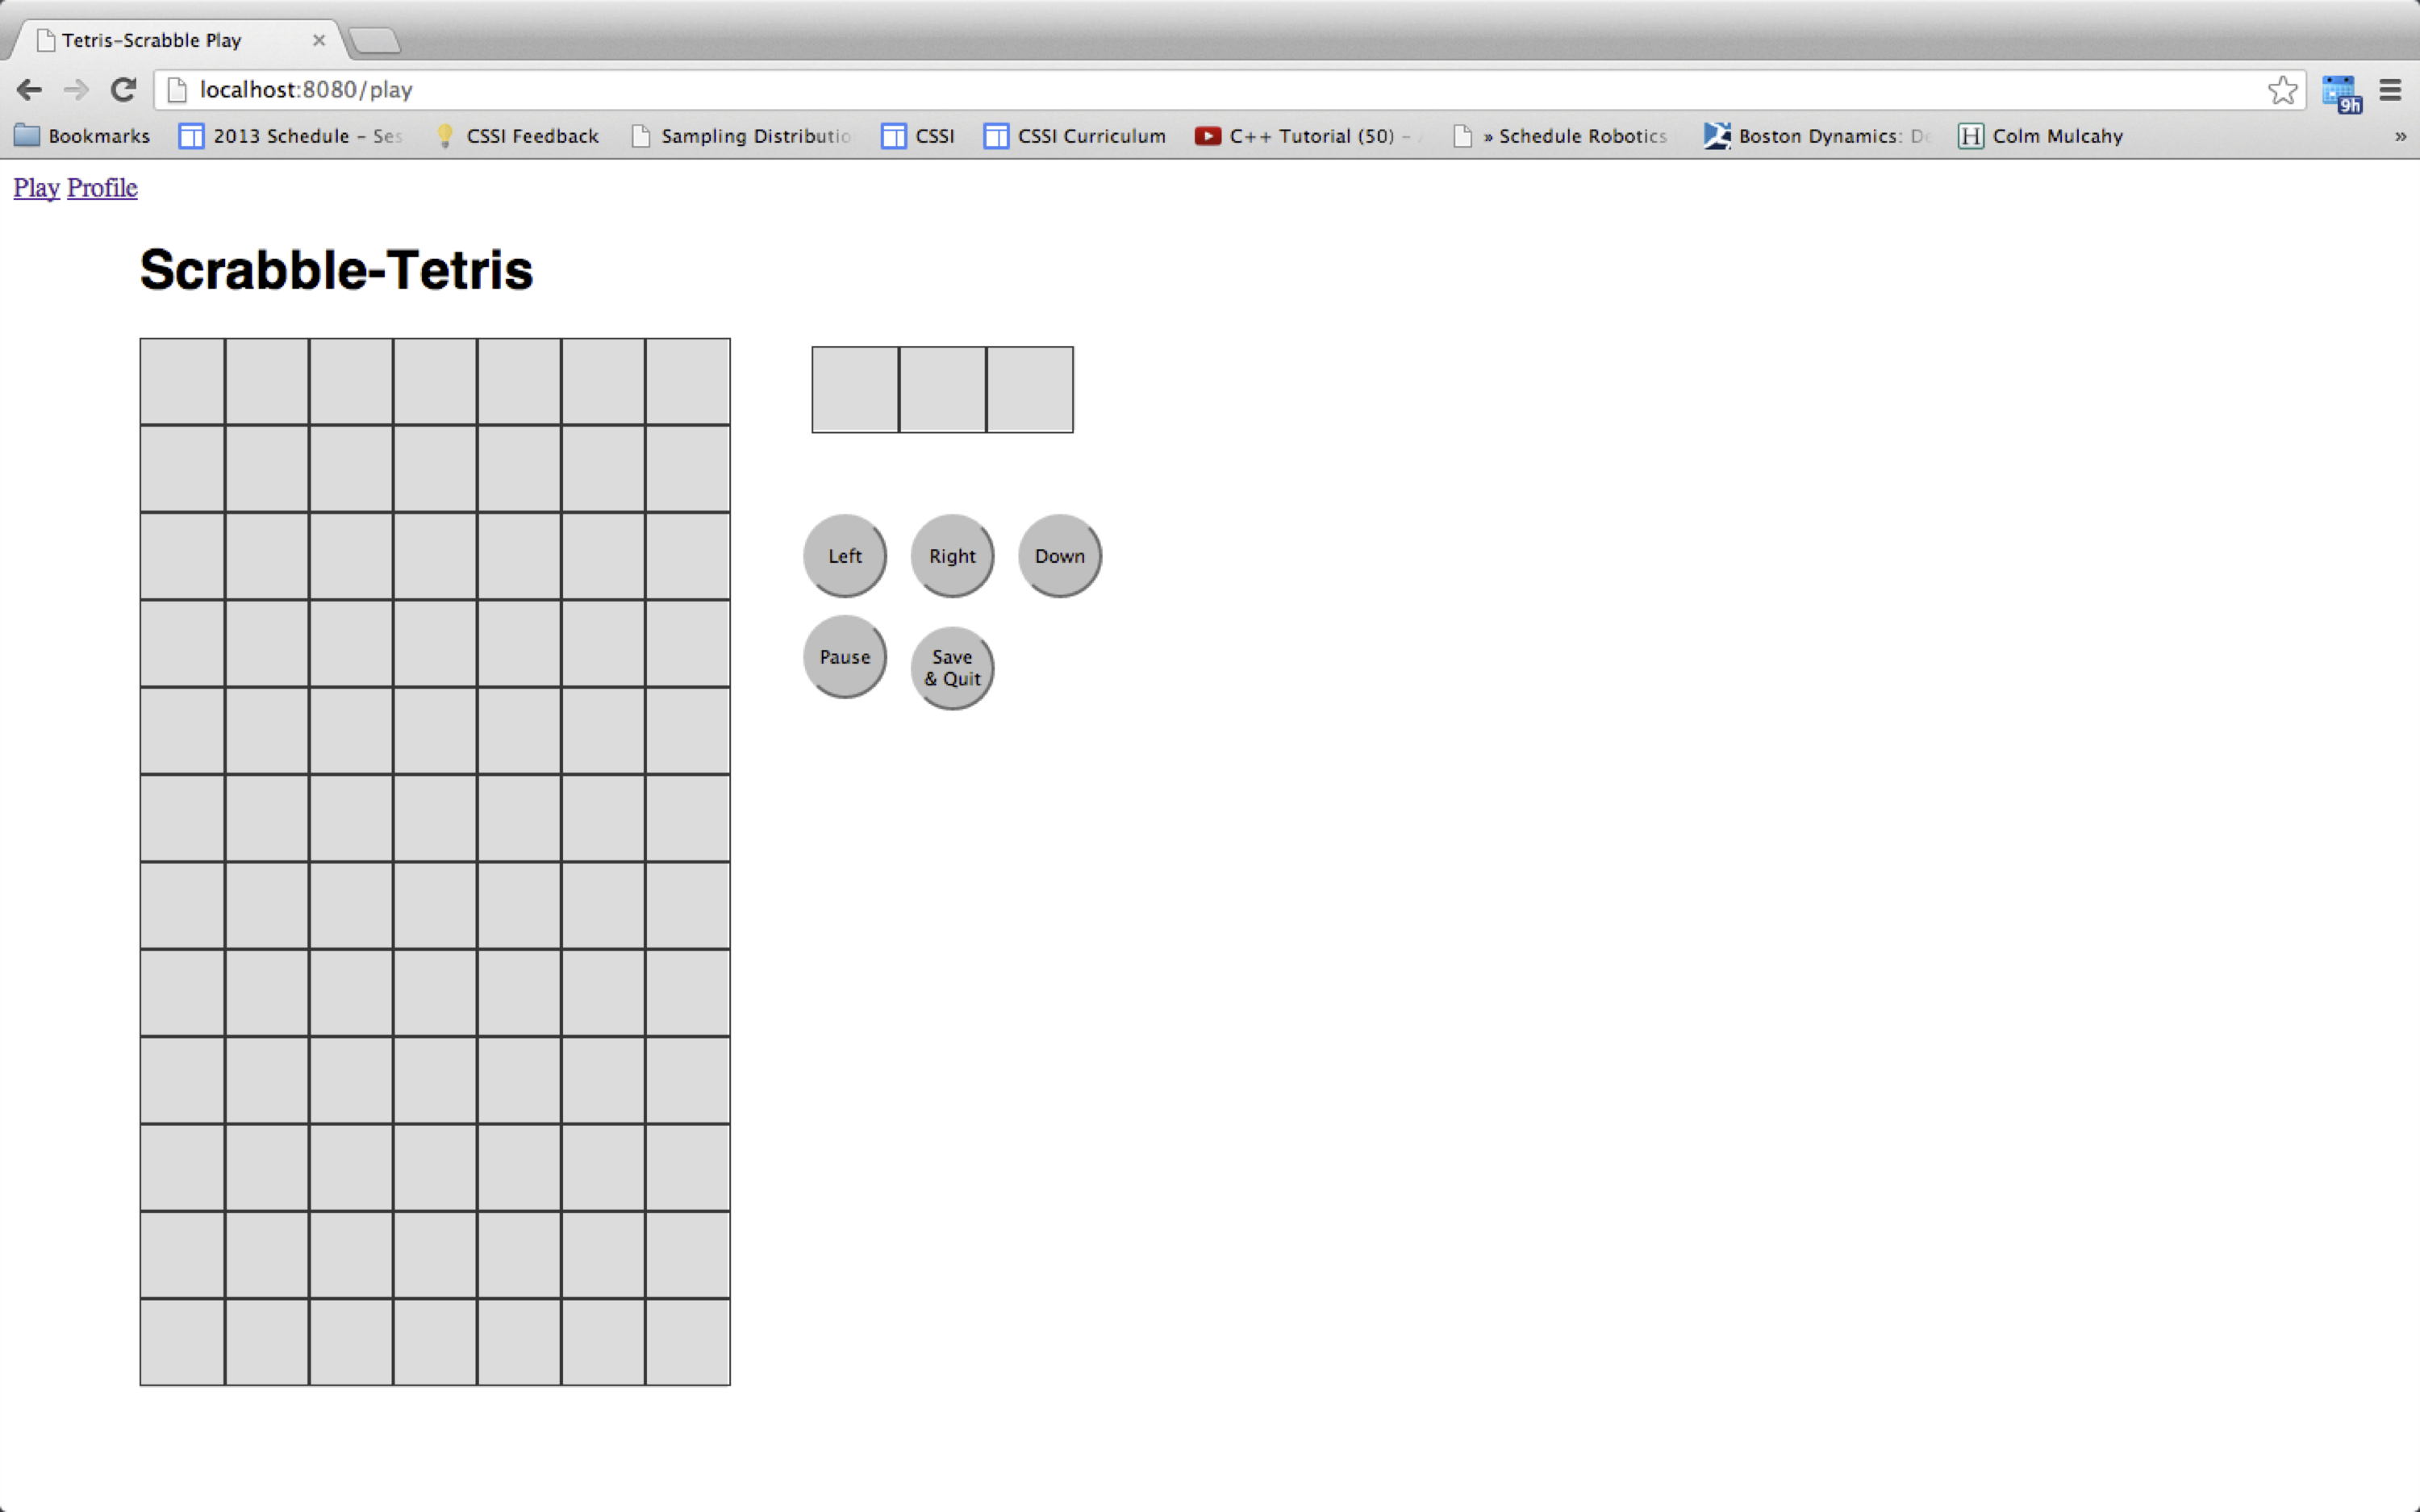 Tetris-Scrabble Play
localhost:8080/play
9h
Bookmarks 2013 Schedule - Ses CSSI Feedback Sampling Distributio CSSI CSSI Curriculum C++ Tutorial (50) - » Schedule Robotics Boston Dynamics: De H Colm Mulcahy »
Play Profile
Scrabble-Tetris
Left Right Down
Pause Save
& Quit